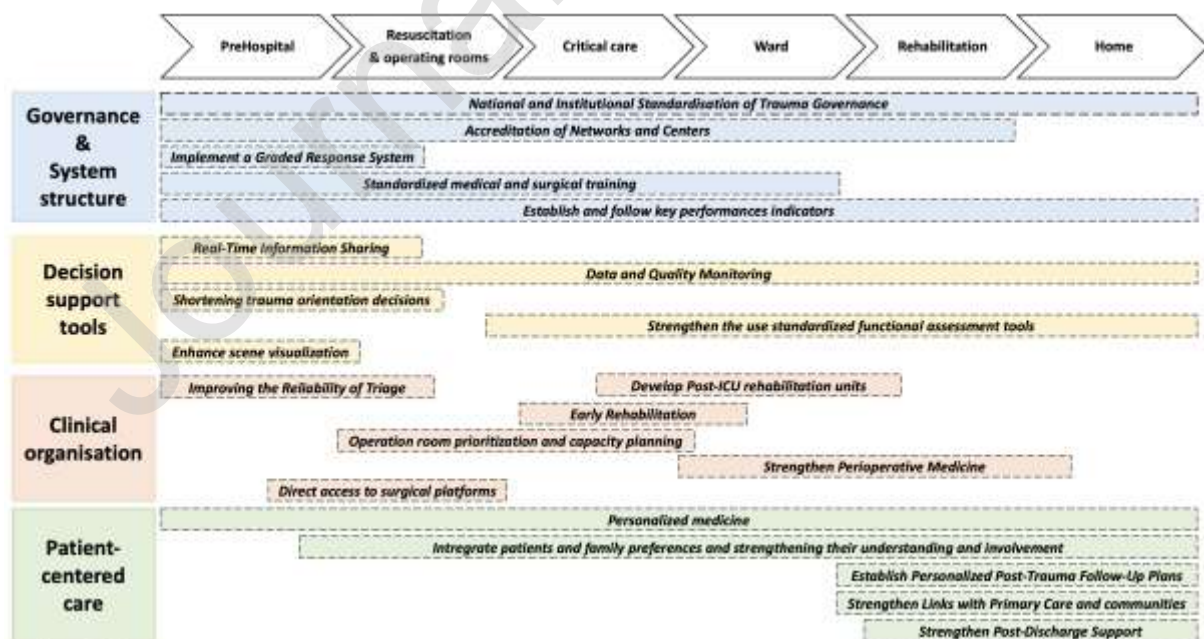 PreHospital
Resuscitation
& operating rooms
Critical care
Ward
Rehabilitation
Home
Governance
&
System
structure
National and Institutional Standardisation of Trauma Governance
Accreditation of Networks and Centers
Implement a Graded Response System
Standardized medical and surgical training
Establish and follow key performances indicators
Decision
support
tools
Real-Time Information Sharing
Data and Quality Monitoring
Shortening trauma orientation decisions
Strengthen the use standardized functional assessment tools
Enhance scene visualization
Clinical
organisation
Improving the Reliability of Triage
Develop Post-ICU rehabilitation units
Early Rehabilitation
Operation room prioritization and capacity planning
Strengthen Perioperative Medicine
Direct access to surgical platforms
Patient-
centered
care
Personalized medicine
Intregrate patients and family preferences and strengthening their understanding and involvement
Establish Personalized Post-Trauma Follow-Up Plans
Strengthen Links with Primary Care and communities
Strengthen Post-Discharge Support
Journa